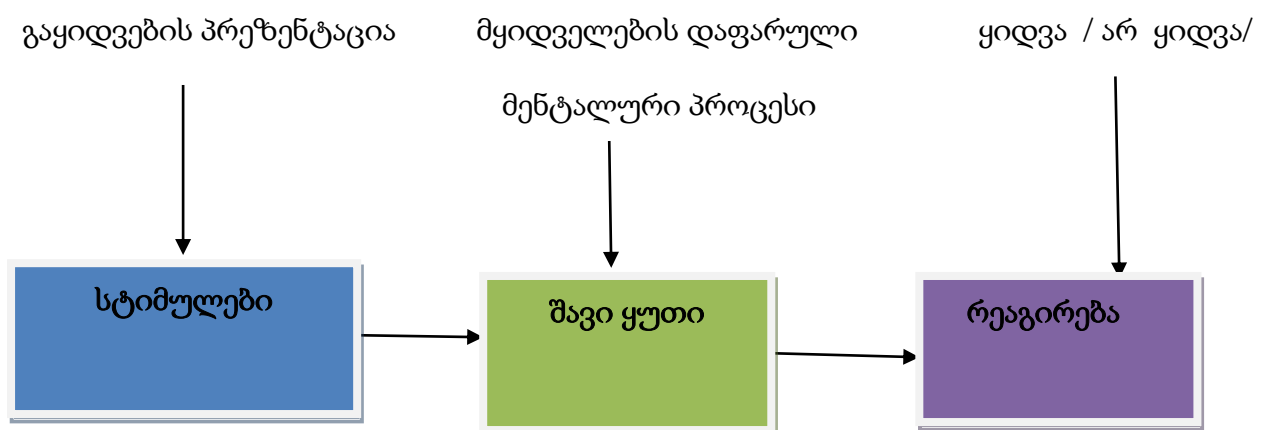 გაყიდვების პრეზენტაცია
მყიდველების დაფარული
მენტალური პროცესი
ყიდვა / არ ყიდვა/
სტიმულები
შავი ყუთი
რეაგირება